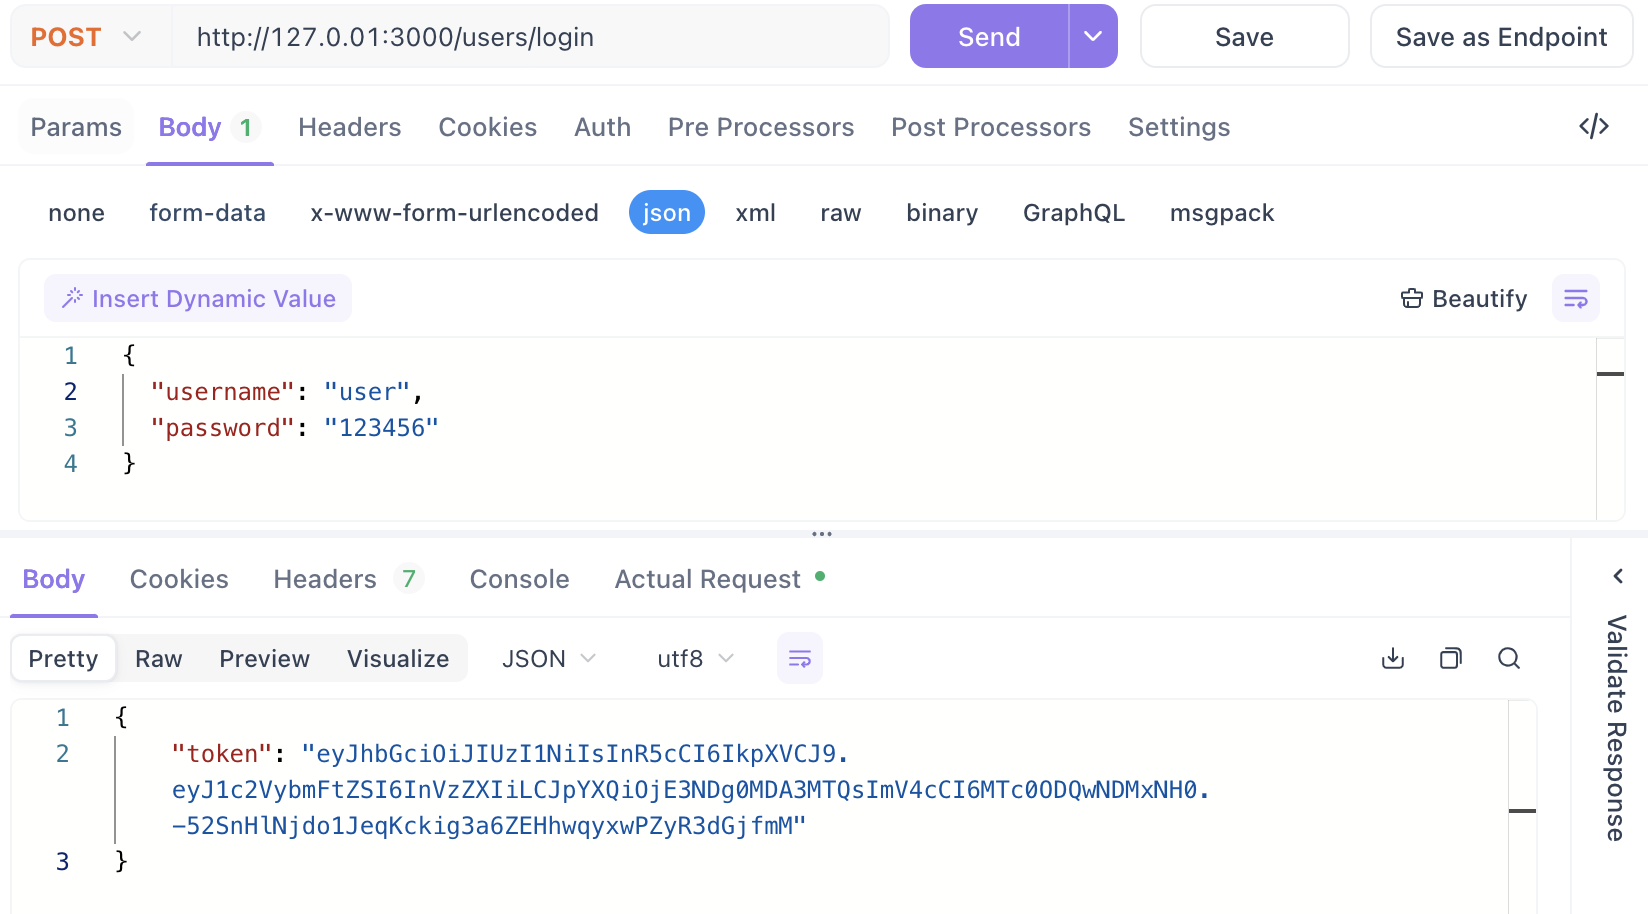 POST http://127.0.01:3000/users/login Send Save Save as Endpoint
Params Body 1 Headers Cookies Auth Pre Processors Post Processors Settings </>
none form-data x-www-form-urlencoded json xml raw binary GraphQL msgpack
Insert Dynamic Value Beautify
1 {
2 "username": "user",
3 "password": "123456"
4 }
Body Cookies Headers 7 Console Actual Request
Pretty Raw Preview Visualize JSON utf8
1 {
2 "token": "eyJhbGciOiJIUzI1NiIsInR5cCI6IkpXVCJ9.
eyJ1c2VybmFtZSI6InVzZXIiLCJpYXQiOjE3NDg0MDA3MTQsImV4cCI6MTc0ODQwNDMxNH0.
-52SnHlNjdo1JeqKckig3a6ZEHhwqyxwPZyR3dGjfmM"
3 }
Validate Response